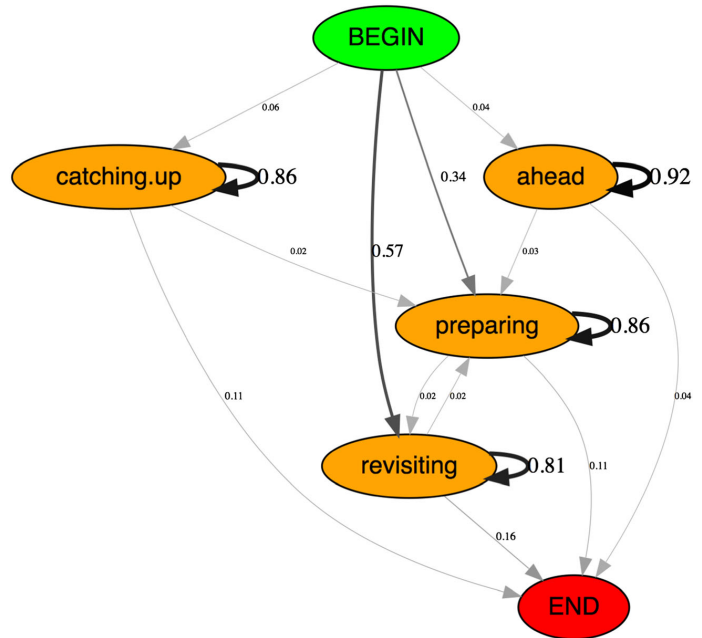 BEGIN
0.06
0.04
catching.up
0.86
0.34
ahead
0.92
0.57
0.02
0.03
preparing
0.86
0.11
0.02
0.02
0.04
revisiting
0.81
0.11
0.16
END